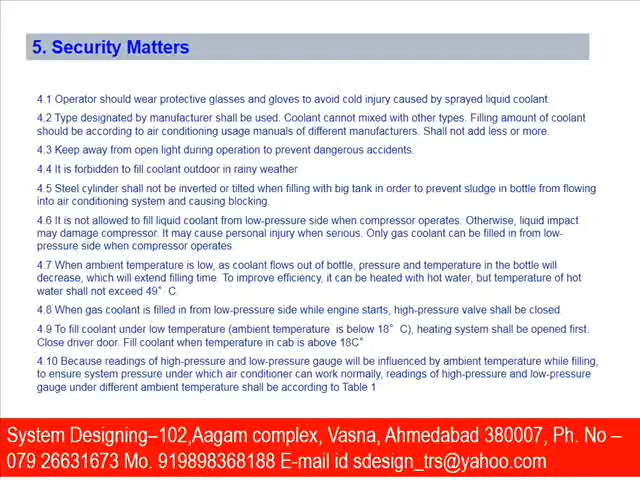 5. Security Matters
4.1 Operator should wear protective glasses and gloves to avoid cold injury caused by sprayed liquid coolant.
4.2 Type designated by manufacturer shall be used. Coolant cannot mixed with other types. Filling amount of coolant
should be according to air conditioning usage manuals of different manufacturers. Shall not add less or more.
4.3 Keep away from open light during operation to prevent dangerous accidents.
4.4 It is forbidden to fill coolant outdoor in rainy weather
4.5 Steel cylinder shall not be inverted or tilted when filling with big tank in order to prevent sludge in bottle from flowing
into air conditioning system and causing blocking.
4.6 It is not allowed to fill liquid coolant from low-pressure side when compressor operates. Otherwise, liquid impact
may damage compressor. It may cause personal injury when serious. Only gas coolant can be filled in from low-
pressure side when compressor operates
4.7 When ambient temperature is low, as coolant flows out of bottle, pressure and temperature in the bottle will
decrease, which will extend filling time. To improve efficiency, it can be heated with hot water, but temperature of hot
water shall not exceed 49° C.
4.8 When gas coolant is filled in from low-pressure side while engine starts, high-pressure valve shall be closed.
4.9 To fill coolant under low temperature (ambient temperature is below 18° C), heating system shall be opened first.
Close driver door. Fill coolant when temperature in cab is above 18C°
4.10 Because readings of high-pressure and low-pressure gauge will be influenced by ambient temperature while filling,
to ensure system pressure under which air conditioner can work normally, readings of high-pressure and low-pressure
gauge under different ambient temperature shall be according to Table 1
System Designing–102,Aagam complex, Vasna, Ahmedabad 380007, Ph. No –
079 26631673 Mo. 919898368188 E-mail id sdesign_trs@yahoo.com